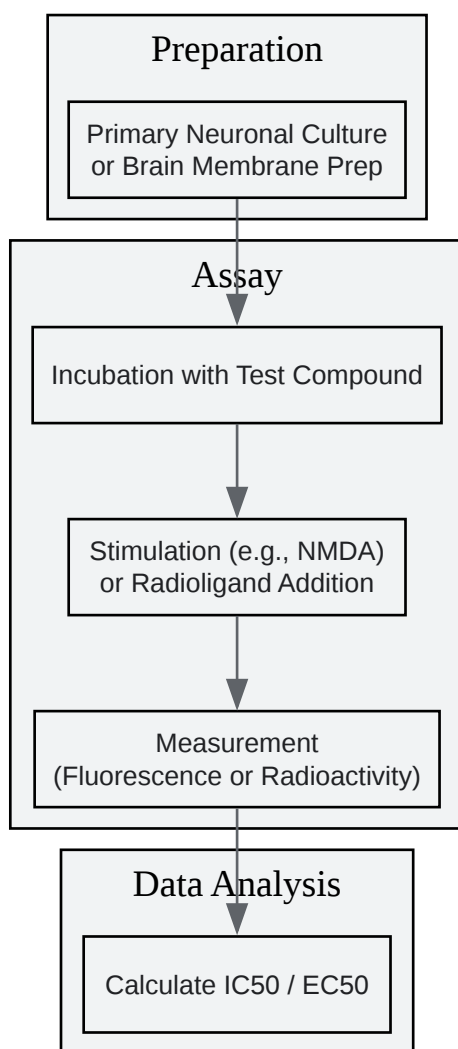 Preparation
Primary Neuronal Culture
or Brain Membrane Prep
Assay
Incubation with Test Compound
Stimulation (e.g., NMDA)
or Radioligand Addition
Measurement
(Fluorescence or Radioactivity)
Data Analysis
Calculate IC50 / EC50